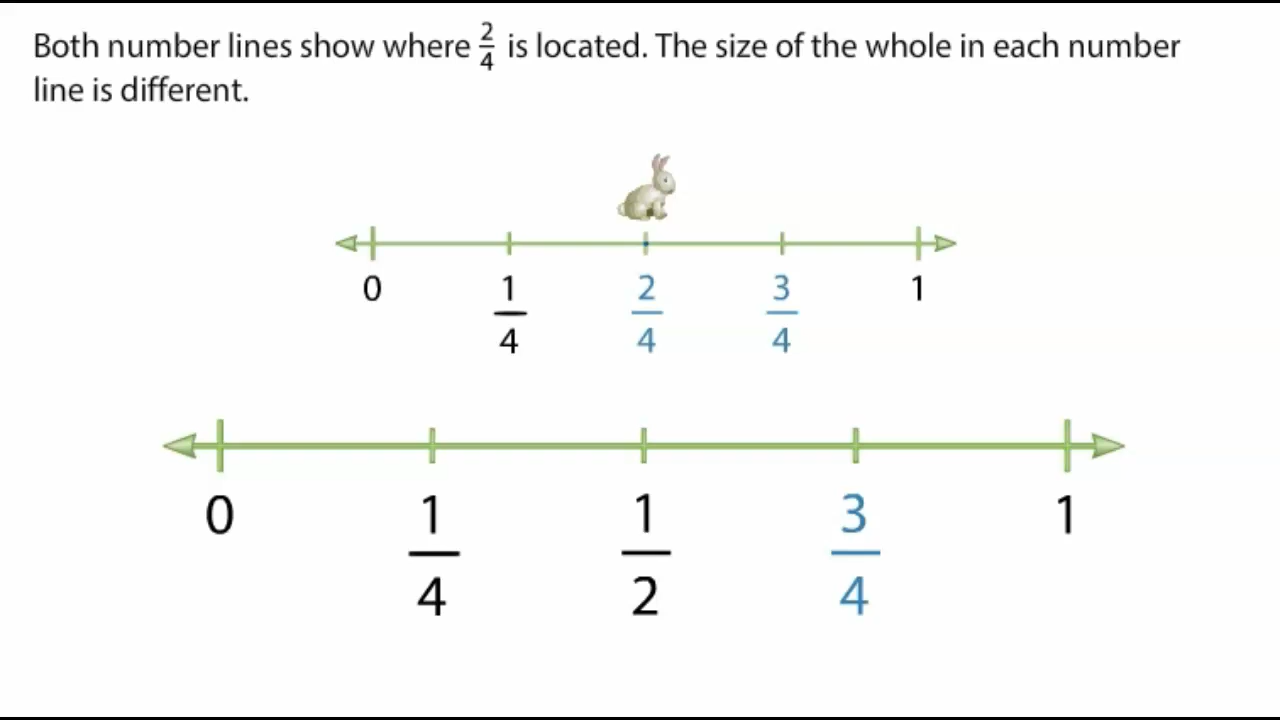 Both number lines show where 2/4 is located. The size of the whole in each number
line is different.
0 1/4 2/4 3/4 1
0 1/4 1/2 3/4 1